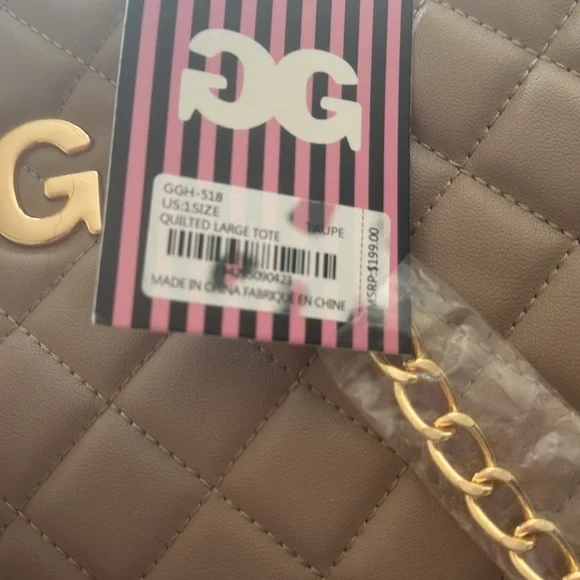 GG
G
GGH-518
US:1SIZE
QUILTED LARGE TOTE TAUPE
MADE IN CHINA FABRIQUE EN CHINE
MSRP:$199.00